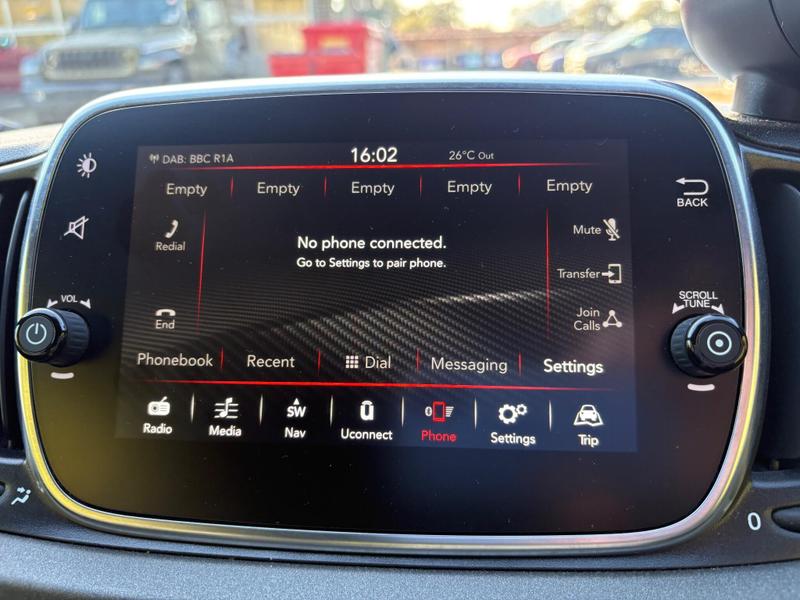 DAB: BBC R1A 16:02 26°C Out
Empty Empty Empty Empty Empty
BACK
Redial
No phone connected.
Go to Settings to pair phone.
Mute
Transfer
VOL
SCROLL
TUNE
End
Join
Calls
Phonebook Recent Dial Messaging Settings
Radio Media SW Nav Uconnect Phone Settings Trip
0